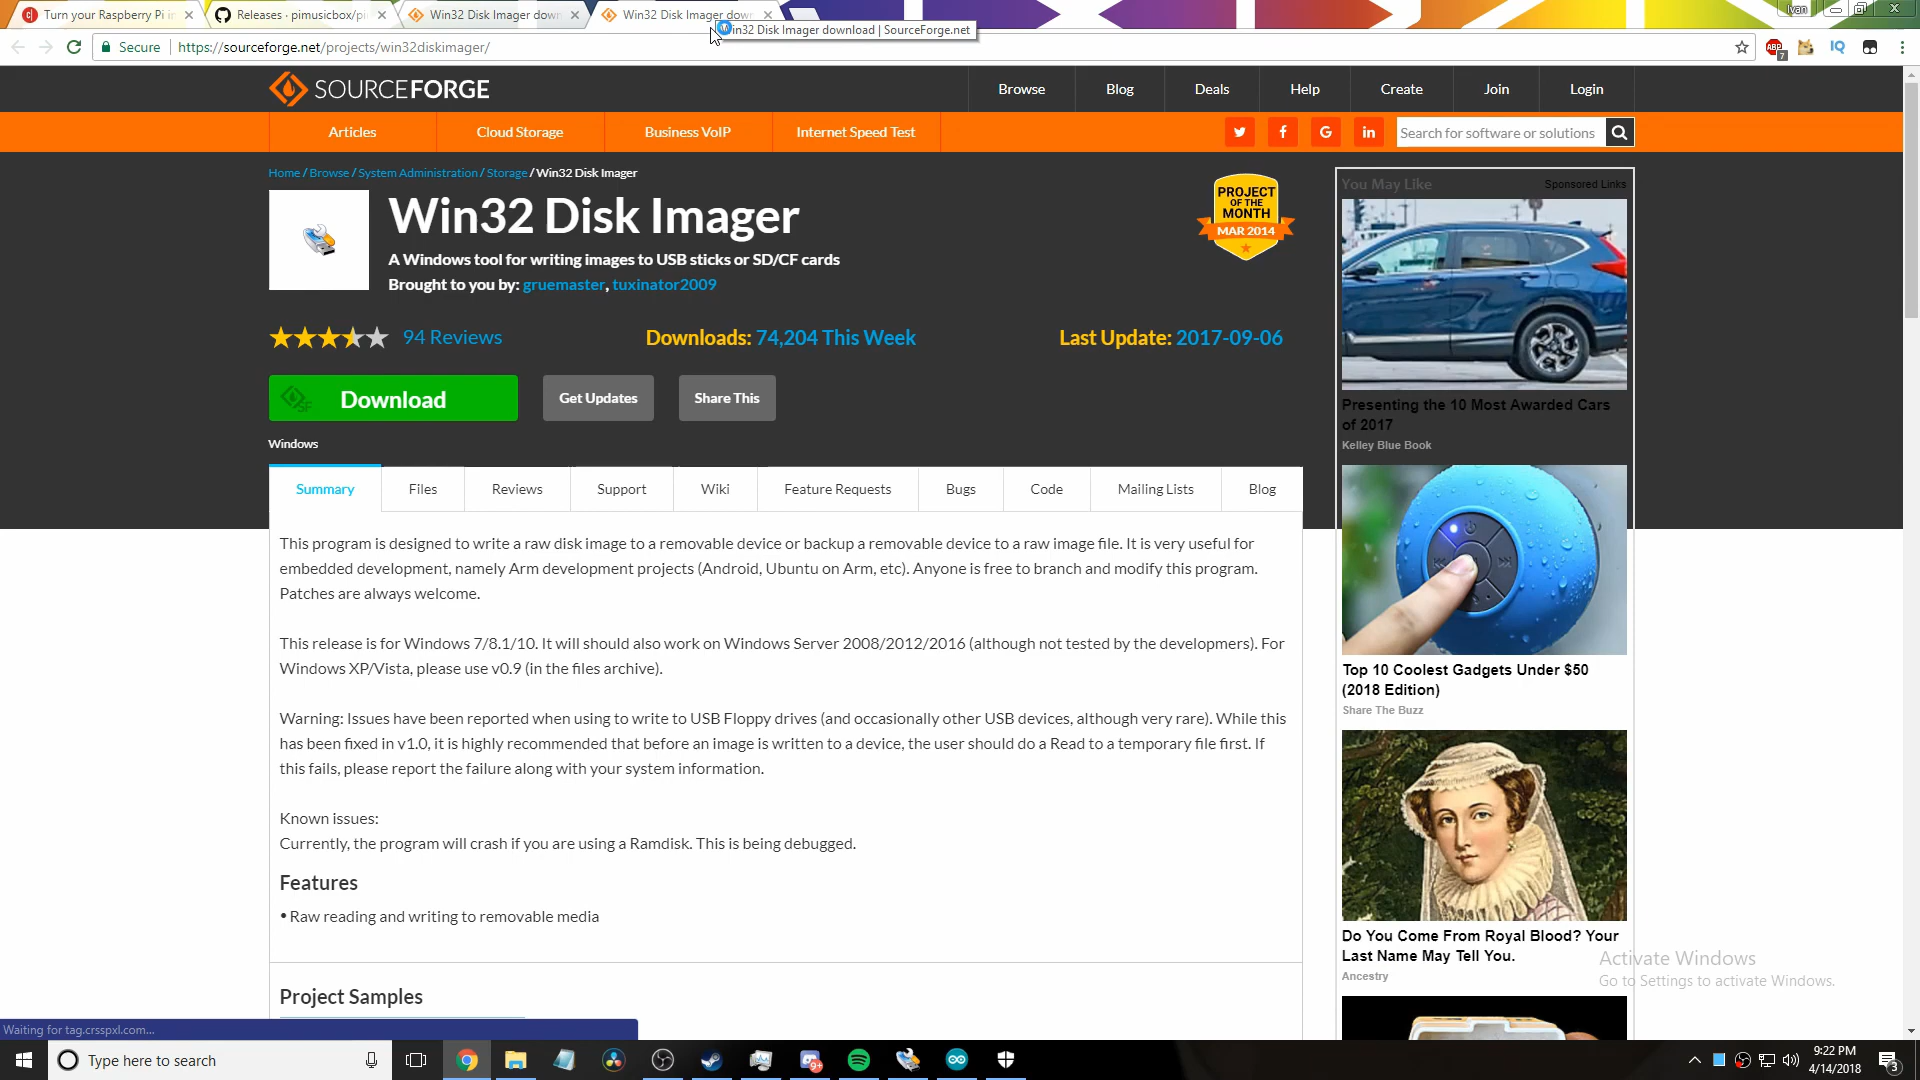 Turn your Raspberry Pi in
Releases · pimusicbox/pi
Win32 Disk Imager dow
Win32 Disk Imager dow
Ivan
Win32 Disk Imager download | SourceForge.net
Secure
https://sourceforge.net/projects/win32diskimager/
ABP
7
IQ
SOURCEFORGE
Browse
Blog
Deals
Help
Create
Join
Login
Articles
Cloud Storage
Business VoIP
Internet Speed Test
Search for software or solutions
Home / Browse / System Administration / Storage / Win32 Disk Imager
Win32 Disk Imager
A Windows tool for writing images to USB sticks or SD/CF cards
Brought to you by: gruemaster, tuxinator2009
PROJECT
OF THE
MONTH
MAR 2014
94 Reviews
Downloads: 74,204 This Week
Last Update: 2017-09-06
Download
Get Updates
Share This
Windows
Summary
Files
Reviews
Support
Wiki
Feature Requests
Bugs
Code
Mailing Lists
Blog
This program is designed to write a raw disk image to a removable device or backup a removable device to a raw image file. It is very useful for
embedded development, namely Arm development projects (Android, Ubuntu on Arm, etc). Anyone is free to branch and modify this program.
Patches are always welcome.
This release is for Windows 7/8.1/10. It will should also work on Windows Server 2008/2012/2016 (although not tested by the developmers). For
Windows XP/Vista, please use v0.9 (in the files archive).
Warning: Issues have been reported when using to write to USB Floppy drives (and occasionally other USB devices, although very rare). While this
has been fixed in v1.0, it is highly recommended that before an image is written to a device, the user should do a Read to a temporary file first. If
this fails, please report the failure along with your system information.
Known issues:
Currently, the program will crash if you are using a Ramdisk. This is being debugged.
Features
• Raw reading and writing to removable media
Project Samples
You May Like
Sponsored Links
Presenting the 10 Most Awarded Cars
of 2017
Kelley Blue Book
Top 10 Coolest Gadgets Under $50
(2018 Edition)
Share The Buzz
Do You Come From Royal Blood? Your
Last Name May Tell You.
Ancestry
Activate Windows
Go to Settings to activate Windows.
Waiting for tag.crsspxl.com...
Type here to search
9+
9:22 PM
4/14/2018
3